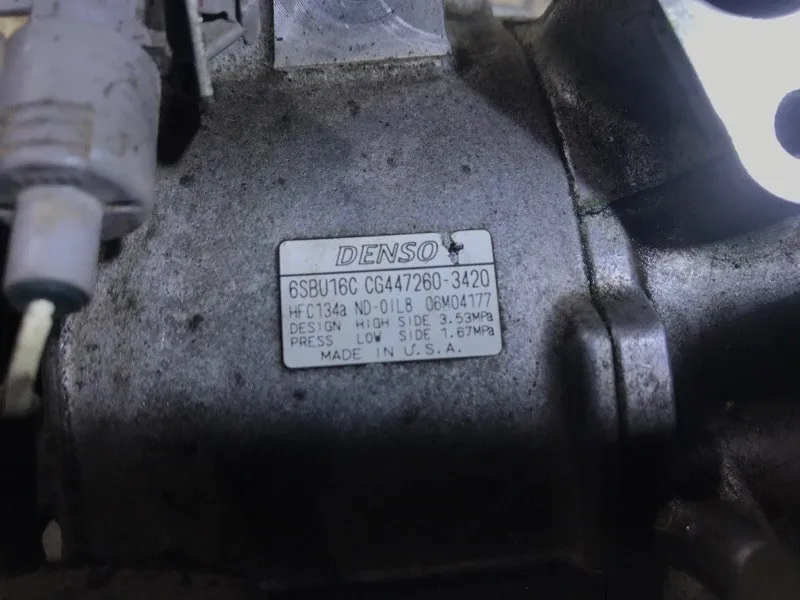 DENSO
6SBU16C CG447260-3420
HFC134a ND-OIL8 06M04177
DESIGN HIGH SIDE 3.53MPa
PRESS LOW SIDE 1.67MPa
MADE IN U.S.A.